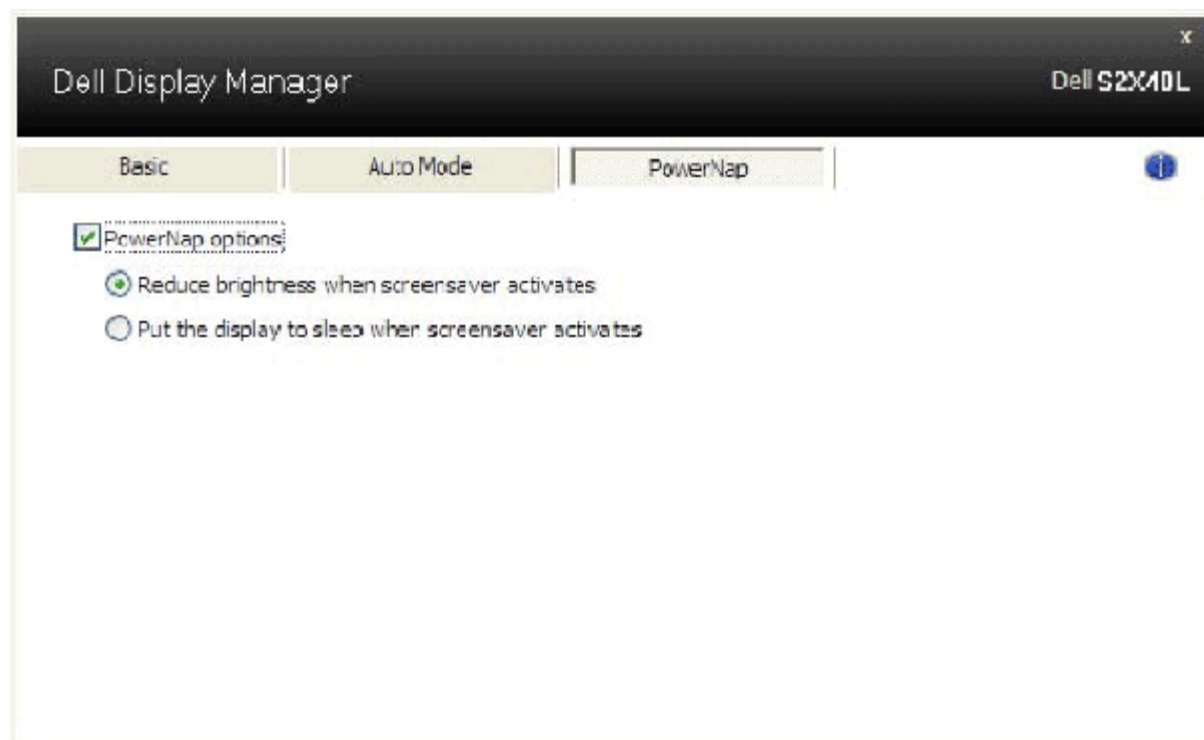 x
Dell Display Manager
Dell S2X40L
Basic
Auto Mode
PowerNap
PowerNap options
Reduce brightness when screensaver activates
Put the display to sleep when screensaver activates